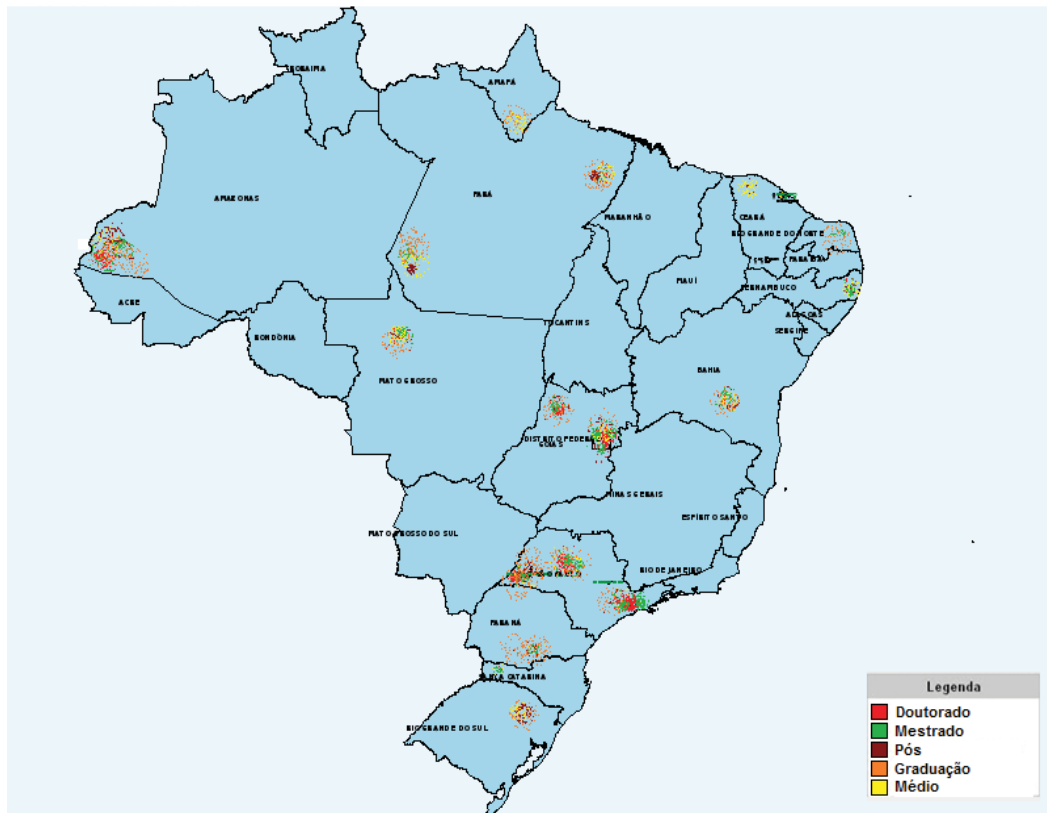 RORAIMA
AMAPÁ
AMAZONAS
PARÁ
MARANHÃO
CEARÁ
RIO GRANDE DO NORTE
PARAÍBA
PIAUÍ
PERNAMBUCO
ACRE
ALAGOAS
TOCANTINS
SERGIPE
RONDÔNIA
BAHIA
MATO GROSSO
DISTRITO FEDERAL
GOIÁS
MINAS GERAIS
ESPÍRITO SANTO
MATO GROSSO DO SUL
RIO DE JANEIRO
SÃO PAULO
PARANÁ
SANTA CATARINA
RIO GRANDE DO SUL
Legenda
Doutorado
Mestrado
Pós
Graduação
Médio